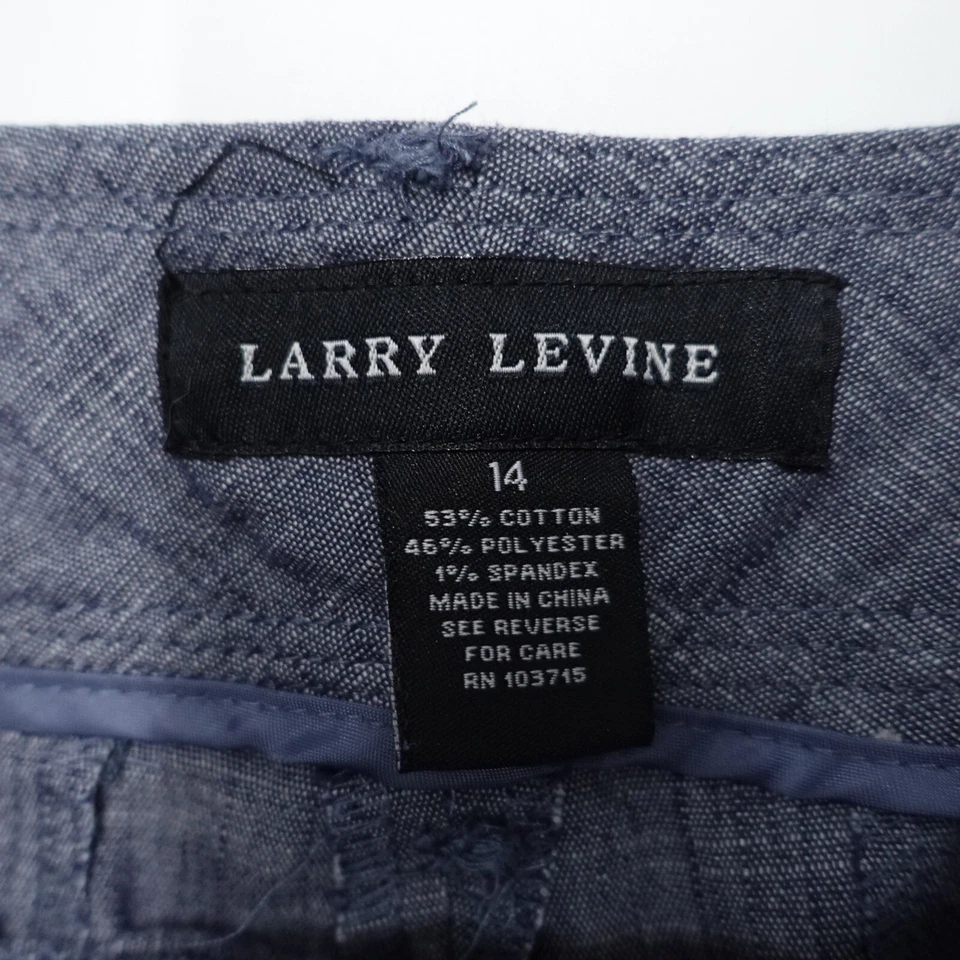 LARRY LEVINE
14
53% COTTON
46% POLYESTER
1% SPANDEX
MADE IN CHINA
SEE REVERSE
FOR CARE
RN 103715